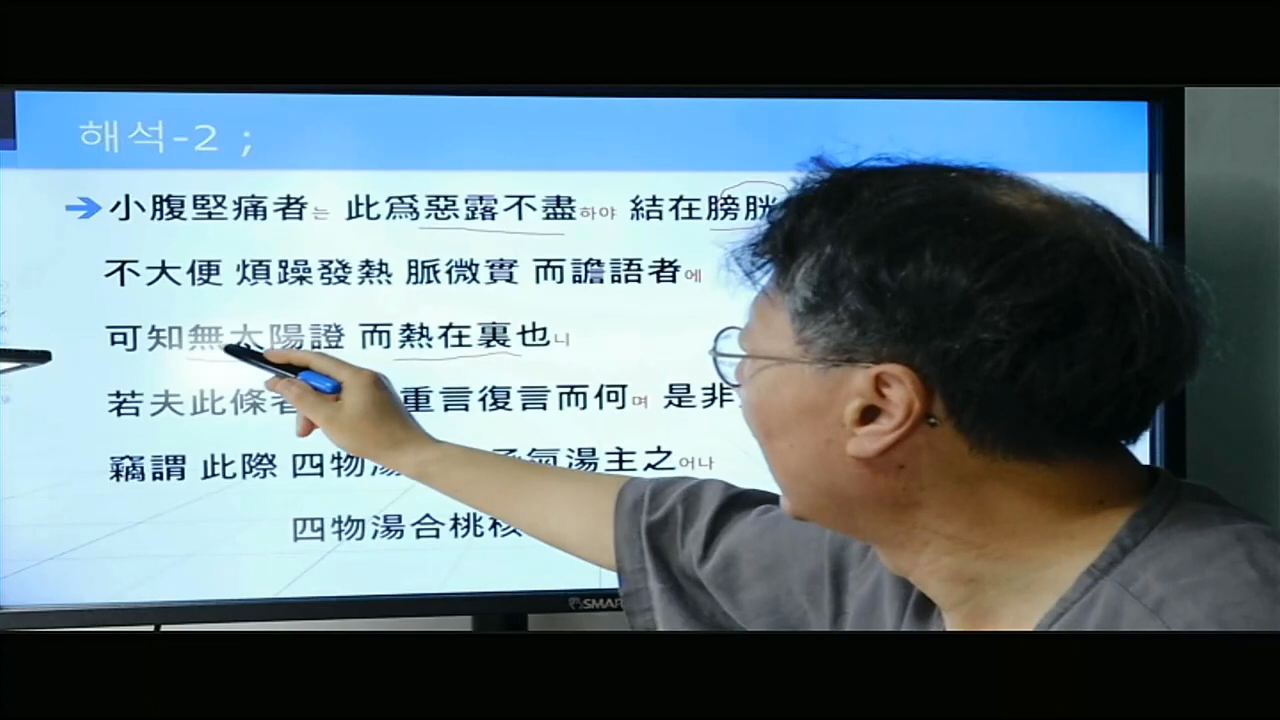 해석-2 ;
小腹堅痛者는 此爲惡露不盡하야 結在膀胱
不大便 煩躁發熱 脈微實 而譫語者에
可知無太陽證 而熱在裏也니
若夫此條者 重言復言而何며 是非
竊謂 此際 四物湯 承氣湯主之어나
四物湯合桃核
SMAR